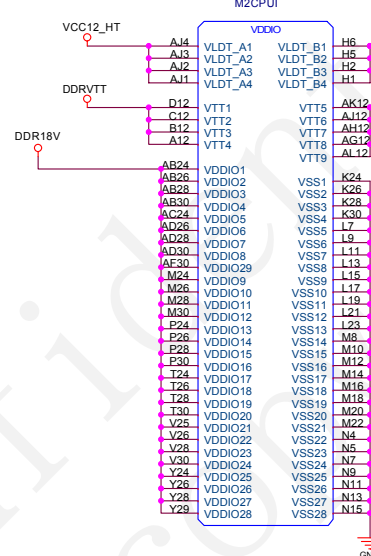 M2CPUI
VDDIO
VCC12_HT
AJ4 VLDT_A1 VLDT_B1 H6
AJ3 VLDT_A2 VLDT_B2 H5
AJ2 VLDT_A3 VLDT_B3 H2
AJ1 VLDT_A4 VLDT_B4 H1
DDRVTT
D12 VTT1 VTT5 AK12
C12 VTT2 VTT6 AJ12
B12 VTT3 VTT7 AH12
A12 VTT4 VTT8 AG12
VTT9 AL12
DDR18V
AB24 VDDIO1 VSS1 K24
AB26 VDDIO2 VSS2 K26
AB28 VDDIO3 VSS3 K28
AB30 VDDIO4 VSS4 K30
AC24 VDDIO5 VSS5 L7
AD26 VDDIO6 VSS6 L9
AD28 VDDIO7 VSS7 L11
AD30 VDDIO8 VSS8 L13
AF30 VDDIO29 VSS9 L15
M24 VDDIO9 VSS10 L17
M26 VDDIO10 VSS11 L19
M28 VDDIO11 VSS12 L21
M30 VDDIO12 VSS13 L23
P24 VDDIO13 VSS14 M8
P26 VDDIO14 VSS15 M10
P28 VDDIO15 VSS16 M12
P30 VDDIO16 VSS17 M14
T24 VDDIO17 VSS18 M16
T26 VDDIO18 VSS19 M18
T28 VDDIO19 VSS20 M20
T30 VDDIO20 VSS21 M22
V25 VDDIO21 VSS22 N4
V26 VDDIO22 VSS23 N5
V28 VDDIO23 VSS24 N7
V30 VDDIO24 VSS25 N9
Y24 VDDIO25 VSS26 N11
Y26 VDDIO26 VSS27 N13
Y28 VDDIO27 VSS28 N15
Y29 VDDIO28